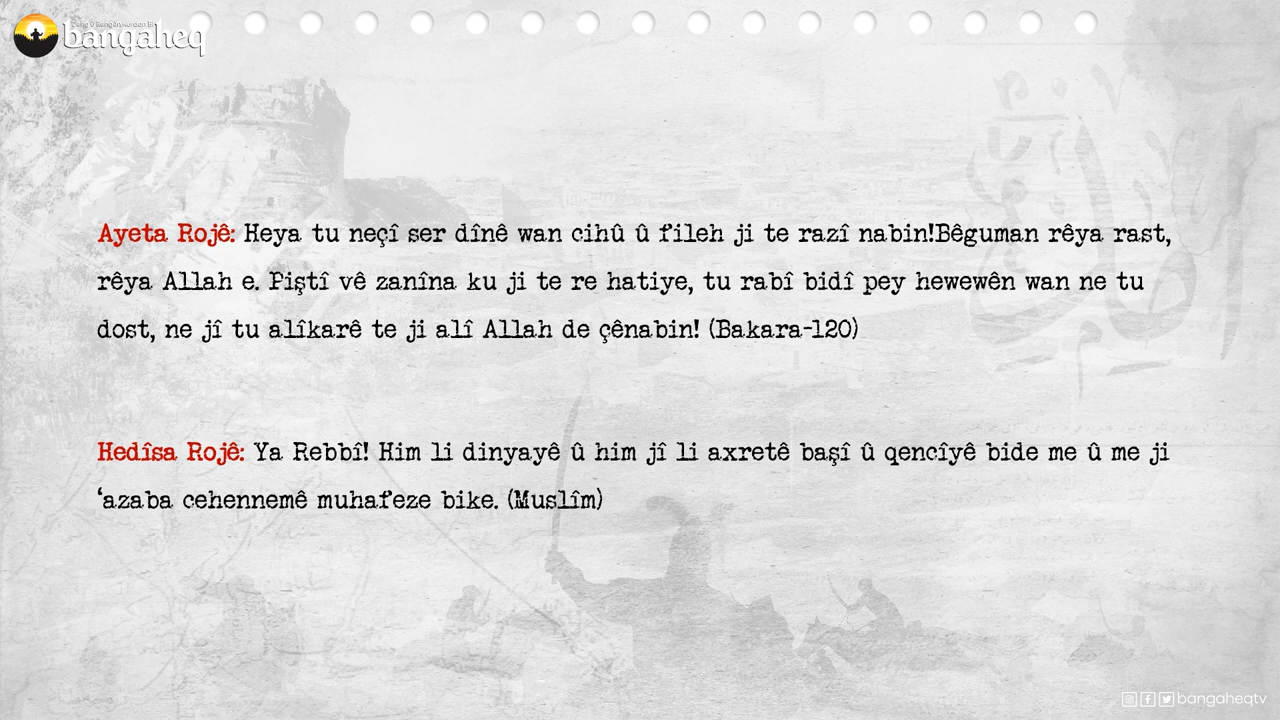 bangaheq
Ayeta Rojê: Heya tu neçî ser dînê wan cihû û fileh ji te razî nabin!Bêguman rêya rast,
rêya Allah e. Piştî vê zanîna ku ji te re hatiye, tu rabî bidî pey hewewên wan ne tu
dost, ne jî tu alîkarê te ji alî Allah de çênabin! (Bakara-120)
Hedîsa Rojê: Ya Rebbî! Him li dinyayê û him jî li axretê başî û qencîyê bide me û me ji
‘azaba cehennemê muhafeze bike. (Muslîm)
bangaheqtv